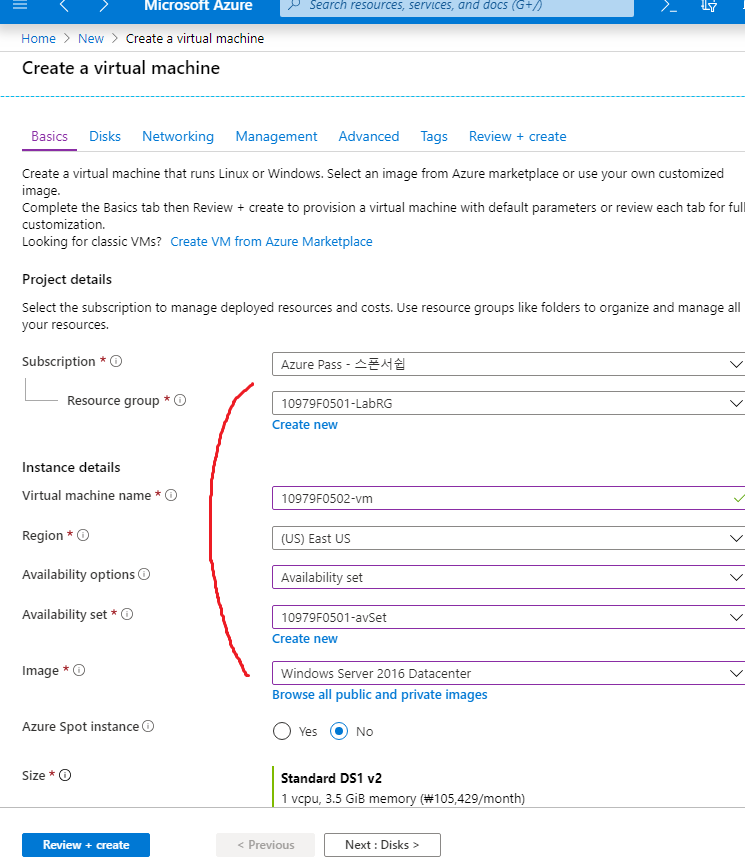 Microsoft Azure
Search resources, services, and docs (G+/)
Home > New > Create a virtual machine
Create a virtual machine
Basics Disks Networking Management Advanced Tags Review + create
Create a virtual machine that runs Linux or Windows. Select an image from Azure marketplace or use your own customized
image.
Complete the Basics tab then Review + create to provision a virtual machine with default parameters or review each tab for full
customization.
Looking for classic VMs? Create VM from Azure Marketplace
Project details
Select the subscription to manage deployed resources and costs. Use resource groups like folders to organize and manage all
your resources.
Subscription * Azure Pass - 스폰서쉽
Resource group * 10979F0501-LabRG
Create new
Instance details
Virtual machine name * 10979F0502-vm
Region * (US) East US
Availability options Availability set
Availability set * 10979F0501-avSet
Create new
Image * Windows Server 2016 Datacenter
Browse all public and private images
Azure Spot instance Yes No
Size * Standard DS1 v2
1 vcpu, 3.5 GiB memory (₩105,429/month)
Review + create < Previous Next : Disks >